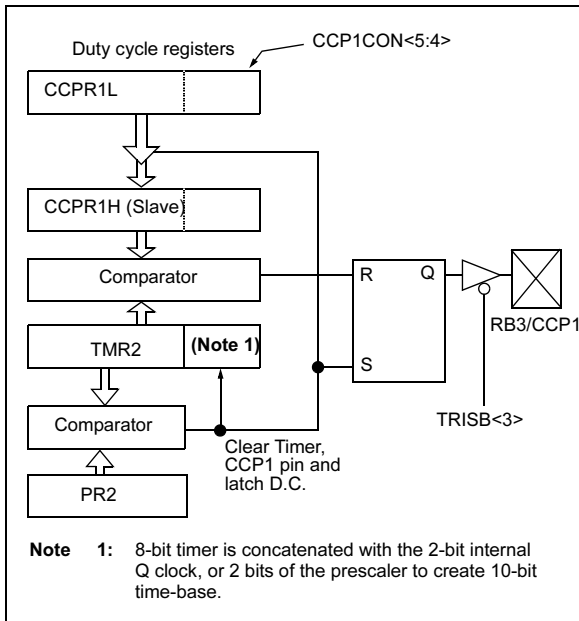 Duty cycle registers
CCP1CON<5:4>
CCPR1L
CCPR1H (Slave)
Comparator
R
Q
RB3/CCP1
TMR2
(Note 1)
S
TRISB<3>
Comparator
Clear Timer,
CCP1 pin and
latch D.C.
PR2
Note 1: 8-bit timer is concatenated with the 2-bit internal
Q clock, or 2 bits of the prescaler to create 10-bit
time-base.